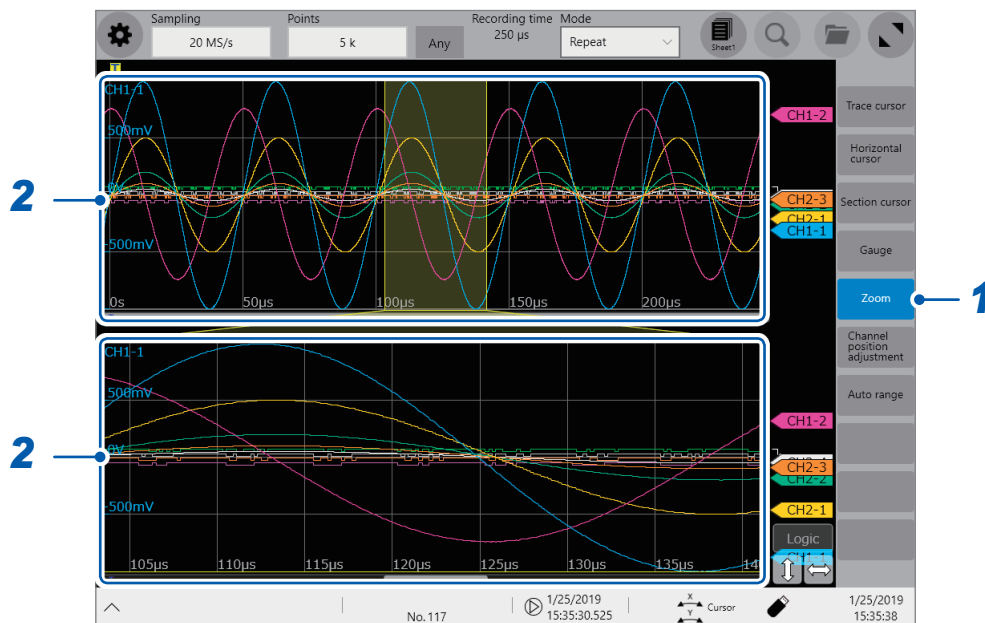 Sampling
20 MS/s
Points
5 k
Any
Recording time
250 µs
Mode
Repeat
Sheet1
T
CH1-1
500mV
0V
-500mV
0s 50µs 100µs 150µs 200µs
CH1-2
CH2-3
CH2-1
CH1-1
2
Trace cursor
Horizontal
cursor
Section cursor
Gauge
Zoom
1
Channel
position
adjustment
Auto range
CH1-1
500mV
0V
-500mV
105µs 110µs 115µs 120µs 125µs 130µs 135µs 14
2
CH1-2
CH2-3
CH2-2
CH2-1
Logic
CH1-1
No. 117
1/25/2019
15:35:30.525
X
Y
Cursor
1/25/2019
15:35:38